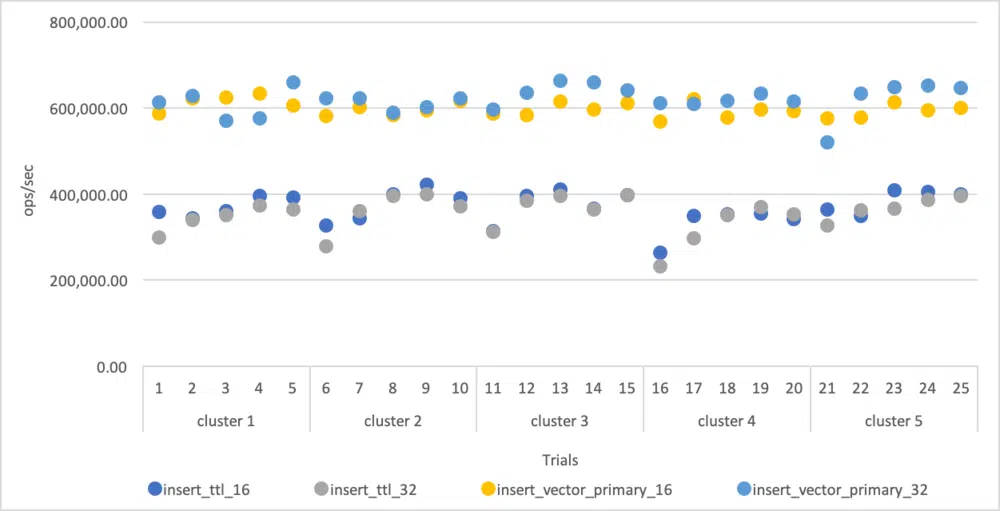 800,000.00
600,000.00
400,000.00
200,000.00
0.00
ops/sec
1 2 3 4 5 6 7 8 9 10 11 12 13 14 15 16 17 18 19 20 21 22 23 24 25
cluster 1 cluster 2 cluster 3 cluster 4 cluster 5
Trials
insert_ttl_16 insert_ttl_32 insert_vector_primary_16 insert_vector_primary_32